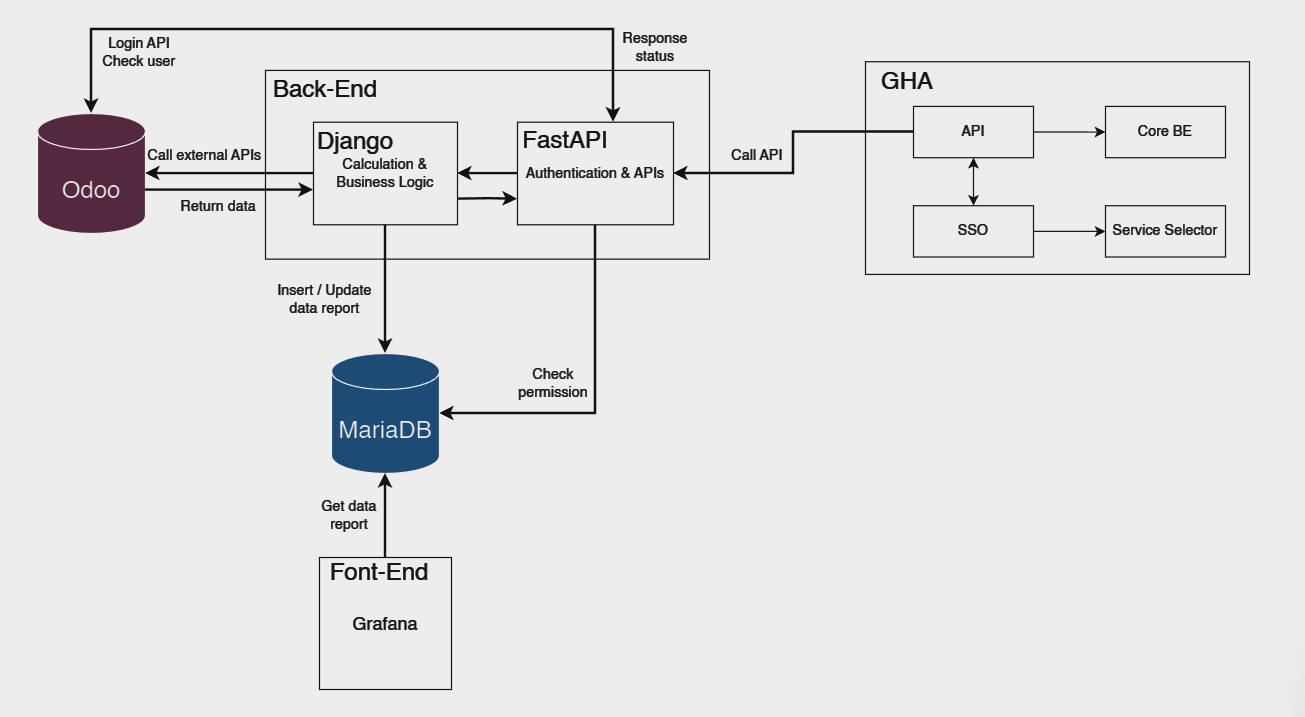 Login API
Check user
Response
status
Back-End
GHA
Django
Calculation &
Business Logic
FastAPI
Authentication & APIs
API
Core BE
Call external APIs
Call API
Odoo
Return data
SSO
Service Selector
Insert / Update
data report
Check
permission
MariaDB
Get data
report
Font-End
Grafana